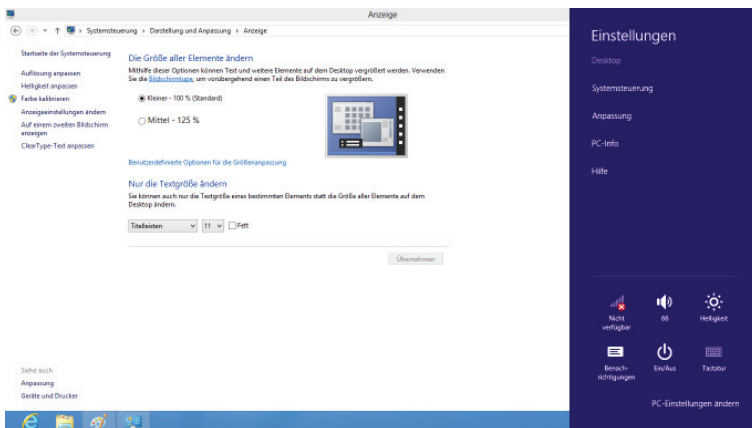 Anzeige
Systemsteuerung › Darstellung und Anpassung › Anzeige
Startseite der Systemsteuerung
Auflösung anpassen
Helligkeit anpassen
Farbe kalibrieren
Anzeigeeinstellungen ändern
Auf einem zweiten Bildschirm
anzeigen
ClearType-Text anpassen
Siehe auch
Anpassung
Geräte und Drucker
Die Größe aller Elemente ändern
Mithilfe dieser Optionen können Text und weitere Elemente auf dem Desktop vergrößert werden. Verwenden
Sie die Bildschirmlupe, um vorübergehend einen Teil des Bildschirms zu vergrößern.
Kleiner - 100 % (Standard)
Mittel - 125 %
Benutzerdefinierte Optionen für die Größenanpassung
Nur die Textgröße ändern
Sie können auch nur die Textgröße eines bestimmten Elements statt die Größe aller Elemente auf dem
Desktop ändern.
Titelleisten 11 Fett
Übernehmen
Einstellungen
Desktop
Systemsteuerung
Anpassung
PC-Info
Hilfe
Nicht
verfügbar
66
Helligkeit
Benach-
richtigungen
Ein/Aus
Tastatur
PC-Einstellungen ändern